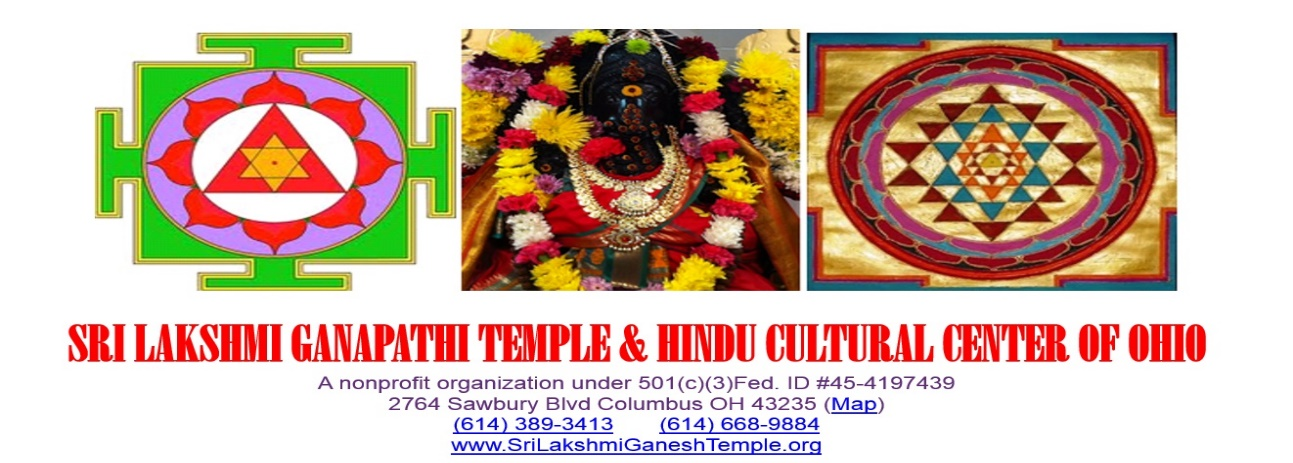 SRI LAKSHMI GANAPATHI TEMPLE & HINDU CULTURAL CENTER OF OHIO
A nonprofit organization under 501(c)(3)Fed. ID #45-4197439
2764 Sawbury Blvd Columbus OH 43235 (Map)
(614) 389-3413 (614) 668-9884
www.SriLakshmiGaneshTemple.org